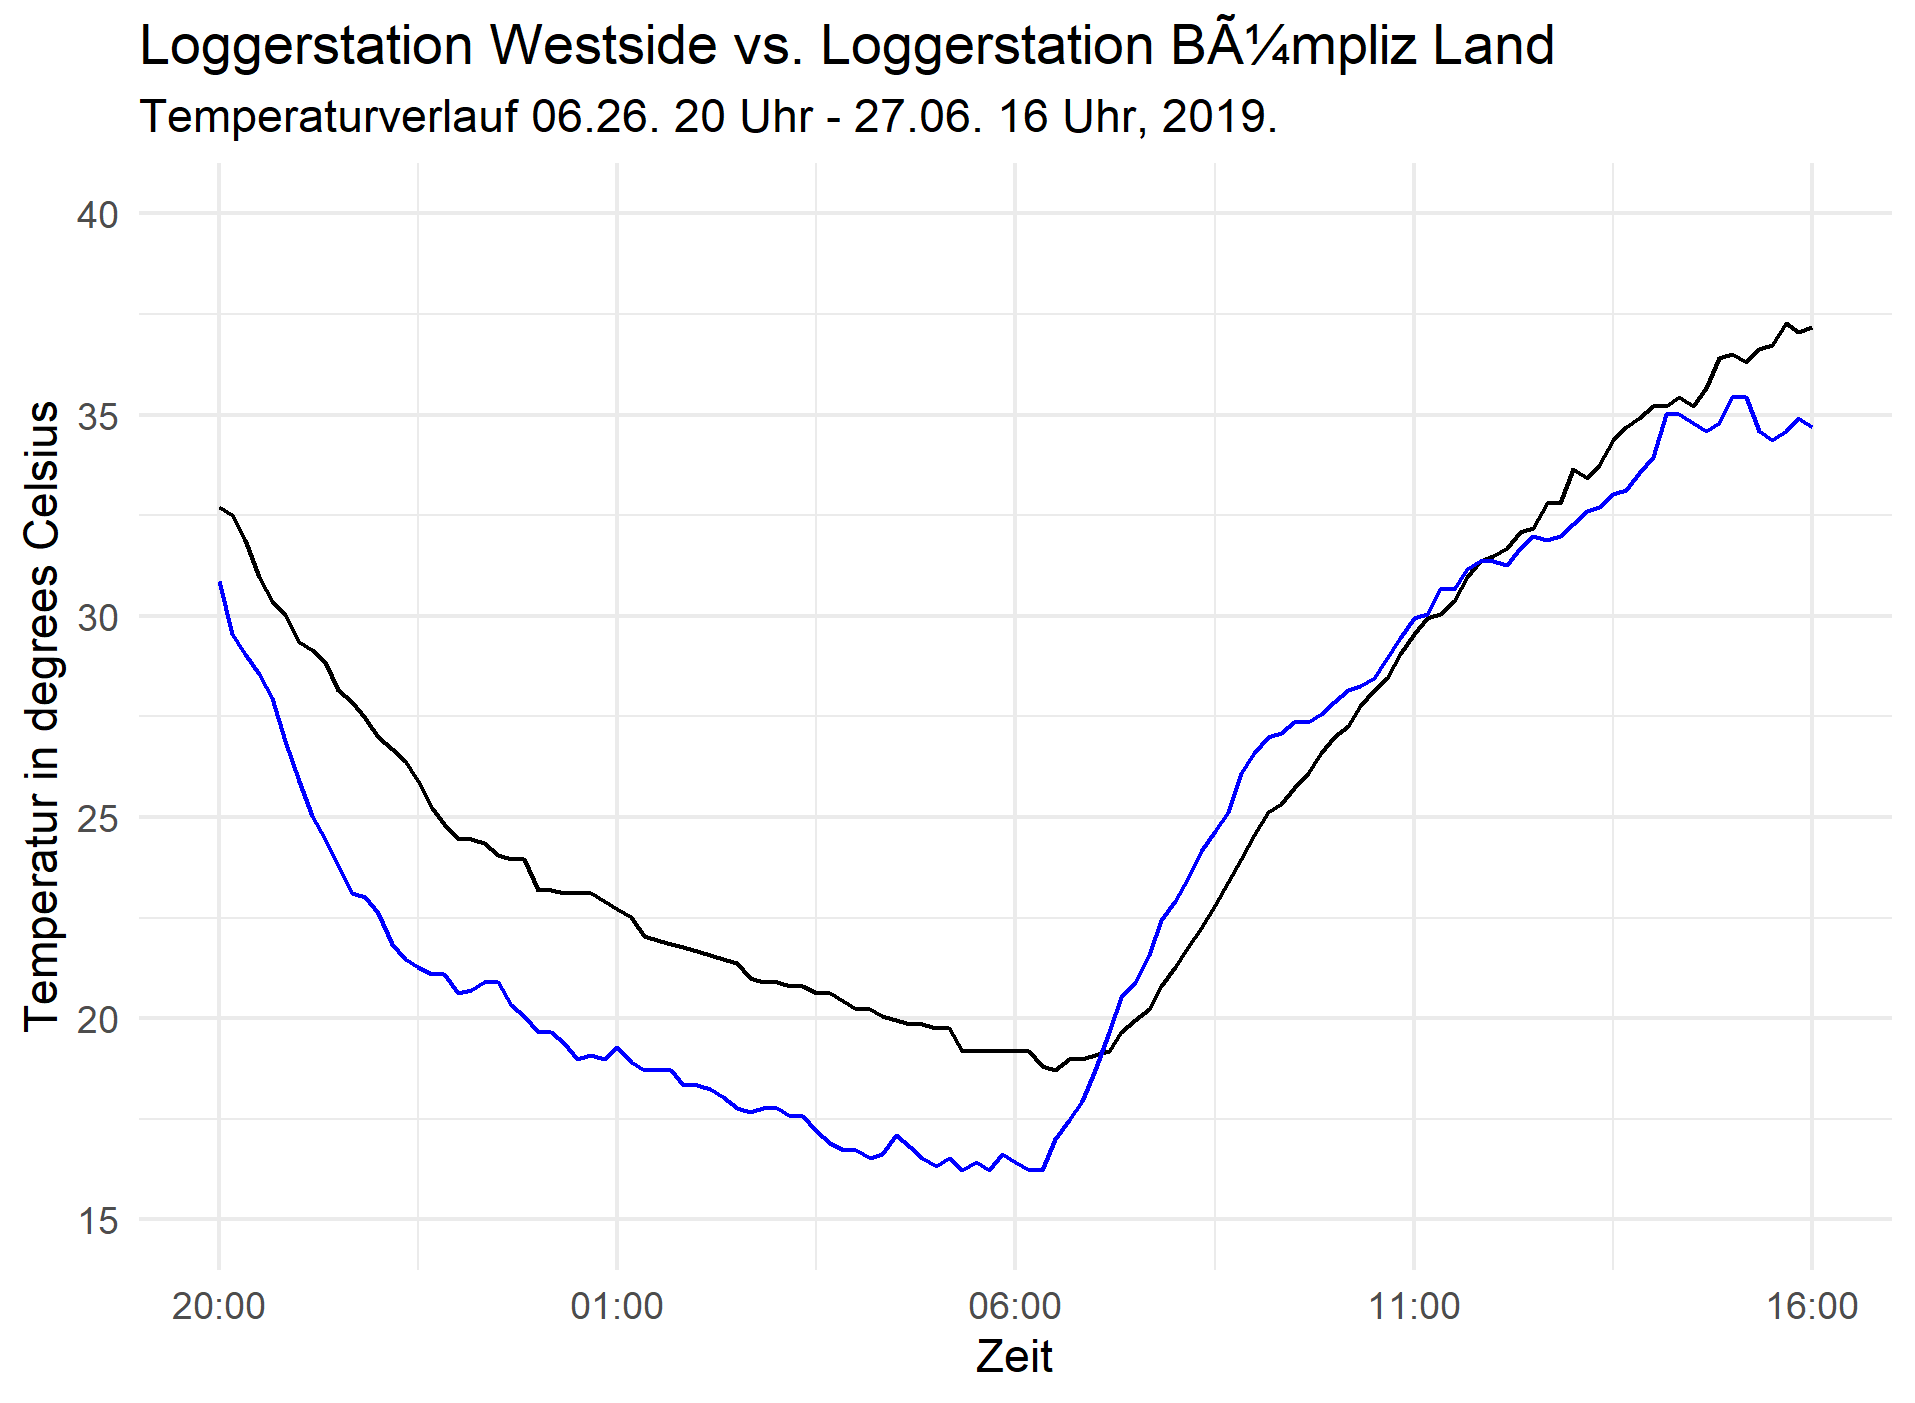 Loggerstation Westside vs. Loggerstation BÃ¼mpliz Land
Temperaturverlauf 06.26. 20 Uhr - 27.06. 16 Uhr, 2019.
Temperatur in degrees Celsius
40
35
30
25
20
15
20:00 01:00 06:00 11:00 16:00
Zeit